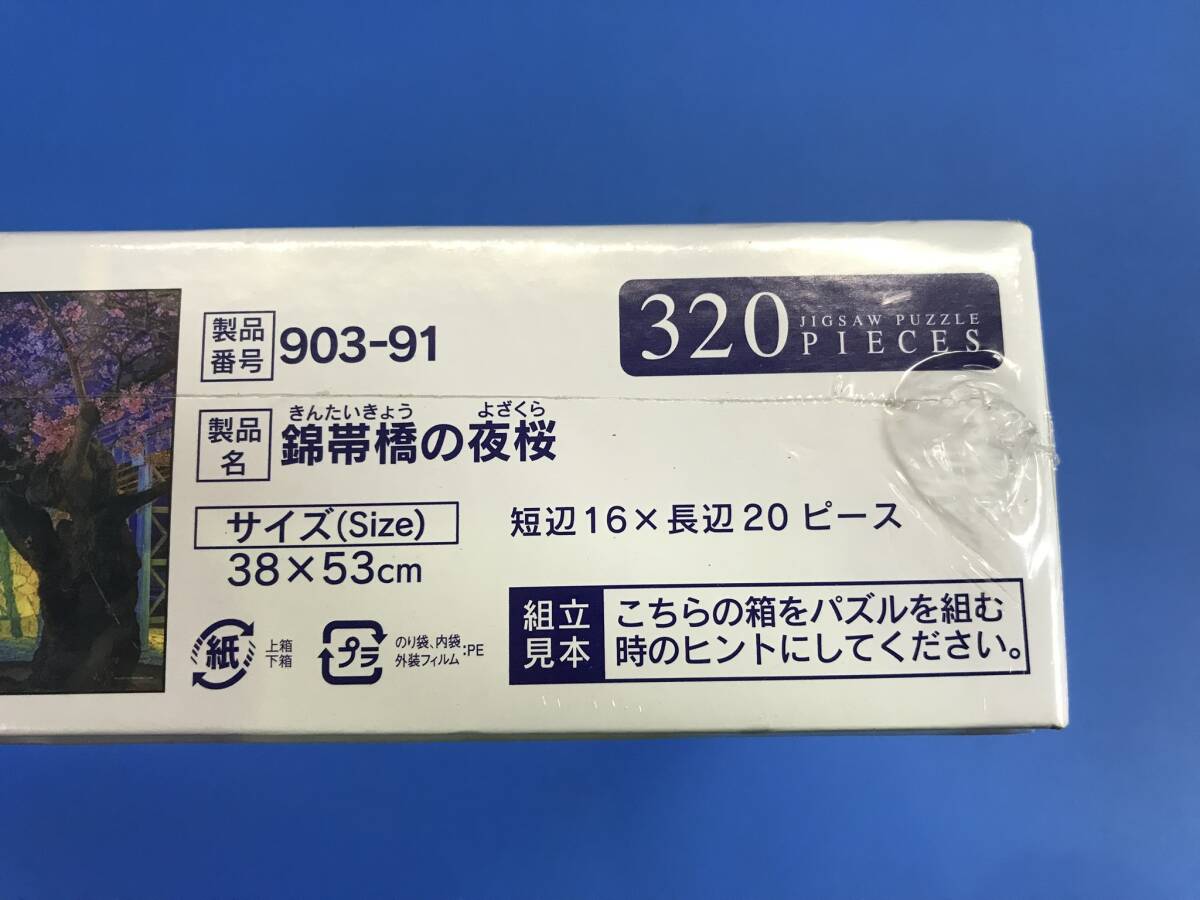 製品番号 903-91
320 JIGSAW PUZZLE PIECES
きんたいきょう よざくら
製品名 錦帯橋の夜桜
サイズ(Size)
38×53cm
短辺16×長辺20 ピース
紙 上箱
下箱
プラ のり袋、内袋
外装フィルム :PE
組立見本 こちらの箱をパズルを組む
時のヒントにしてください。